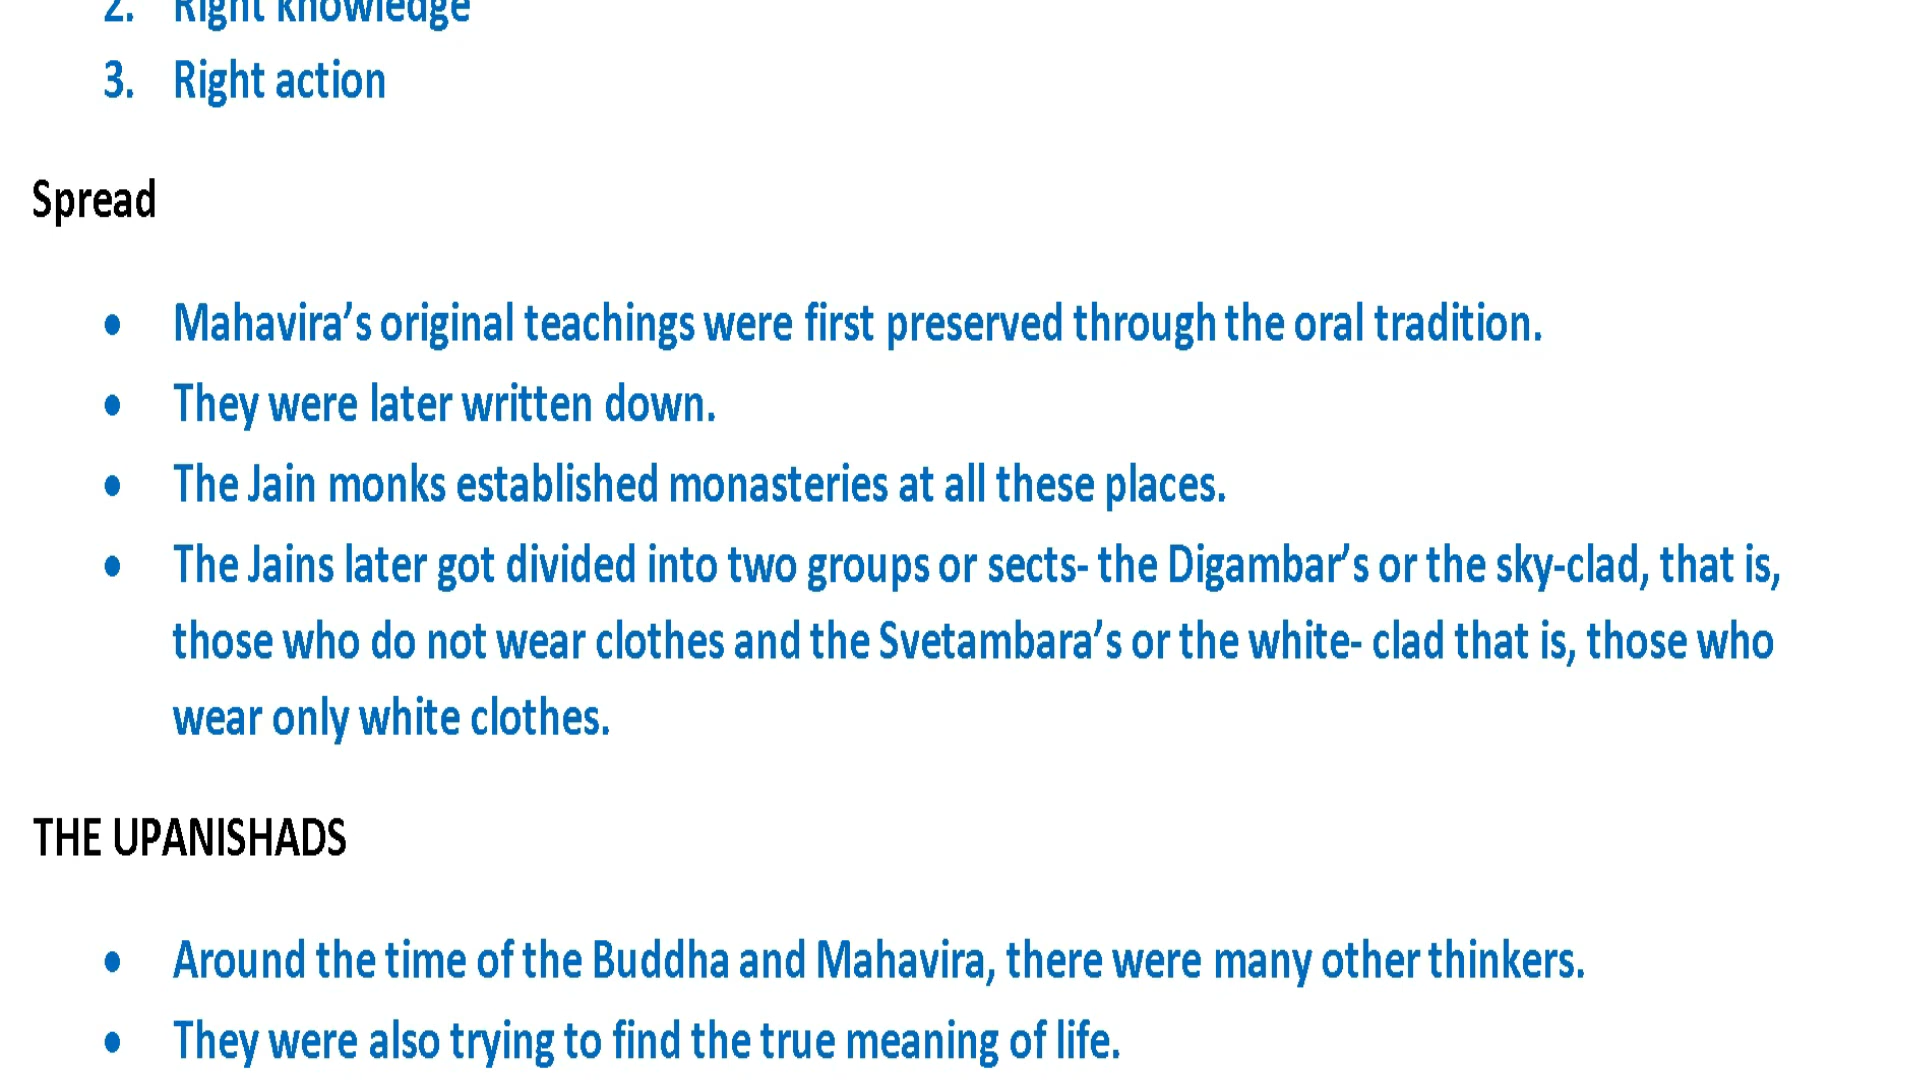 2. Right knowledge
3. Right action
Spread
• Mahavira’s original teachings were first preserved through the oral tradition.
• They were later written down.
• The Jain monks established monasteries at all these places.
• The Jains later got divided into two groups or sects- the Digambar’s or the sky-clad, that is,
those who do not wear clothes and the Svetambara’s or the white- clad that is, those who
wear only white clothes.
THE UPANISHADS
• Around the time of the Buddha and Mahavira, there were many other thinkers.
• They were also trying to find the true meaning of life.